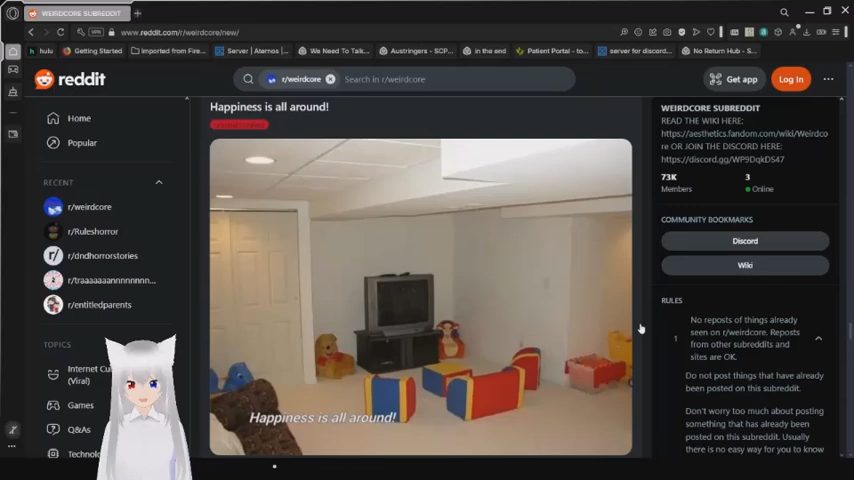 WEIRDCORE SUBREDDIT
www.reddit.com/r/weirdcore/new/
VPN
hulu
Getting Started
Imported from Fire...
Server | Aternos |
We Need To Talk...
Austringers - SCP...
in the end
Patient Portal - to...
server for discord...
No Return Hub -...
reddit
r/weirdcore
Search in r/weirdcore
Get app
Log In
Home
Popular
RECENT
r/weirdcore
r/Ruleshorror
r/dndhorrorstories
r/traaaaaaannnnnnnn...
r/entitledparents
TOPICS
Internet Cu
(Viral)
Games
Q&As
Technolo
Happiness is all around!
Happiness is all around!
WEIRDCORE SUBREDDIT
READ THE WIKI HERE:
https://aesthetics.fandom.com/wiki/Weirdco
re OR JOIN THE DISCORD HERE:
https://discord.gg/WP9DqkDS47
73K
3
Members
Online
COMMUNITY BOOKMARKS
Discord
Wiki
RULES
1
No reposts of things already
seen on r/weirdcore. Reposts
from other subreddits and
sites are OK.
Do not post things that have already
been posted on this subreddit.
Don't worry too much about posting
something that has already been
posted on this subreddit. Usually
there is no easy way for you to know